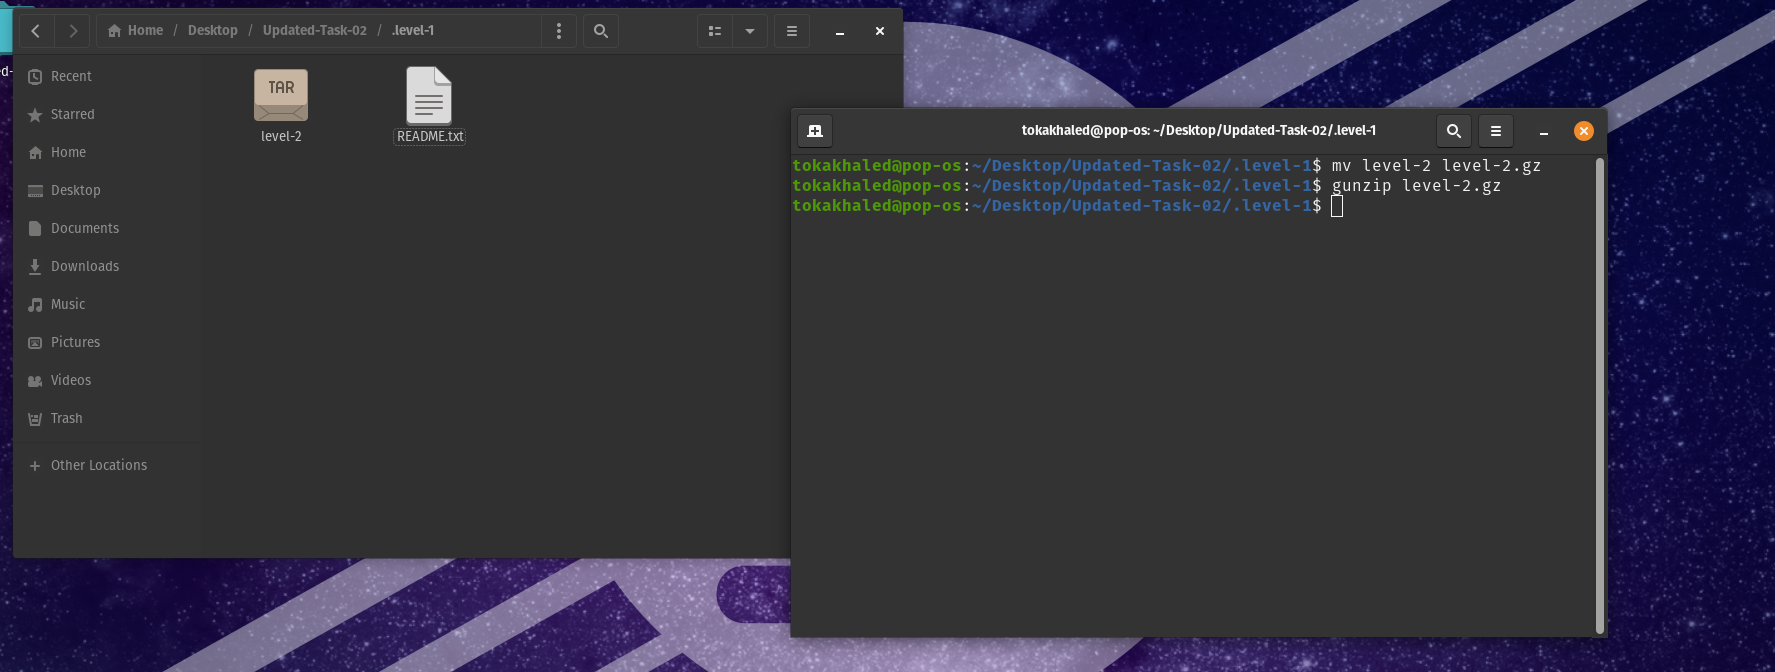 Home / Desktop / Updated-Task-02 / .level-1
ed-
Recent
Starred
Home
Desktop
Documents
Downloads
Music
Pictures
Videos
Trash
Other Locations
TAR
level-2
README.txt
tokakhaled@pop-os: ~/Desktop/Updated-Task-02/.level-1
tokakhaled@pop-os:~/Desktop/Updated-Task-02/.level-1$ mv level-2 level-2.gz
tokakhaled@pop-os:~/Desktop/Updated-Task-02/.level-1$ gunzip level-2.gz
tokakhaled@pop-os:~/Desktop/Updated-Task-02/.level-1$